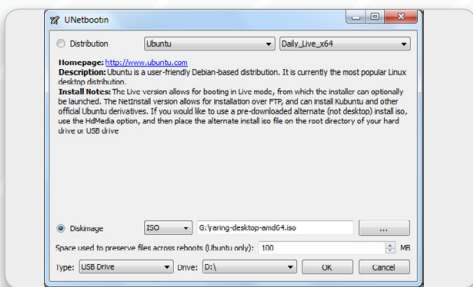 UNetbootin
Distribution Ubuntu Daily_Live_x64
Homepage: http://www.ubuntu.com
Description: Ubuntu is a user-friendly Debian-based distribution. It is currently the most popular Linux
desktop distribution.
Install Notes: The Live version allows for booting in Live mode, from which the installer can optionally
be launched. The NetInstall version allows for installation over FTP, and can install Kubuntu and other
official Ubuntu derivatives. If you would like to use a pre-downloaded alternate (not desktop) install iso,
use the HdMedia option, and then place the alternate install iso file on the root directory of your hard
drive or USB drive
Diskimage ISO G:\raring-desktop-amd64.iso ...
Space used to preserve files across reboots (Ubuntu only): 100 MB
Type: USB Drive Drive: D:\ OK Cancel